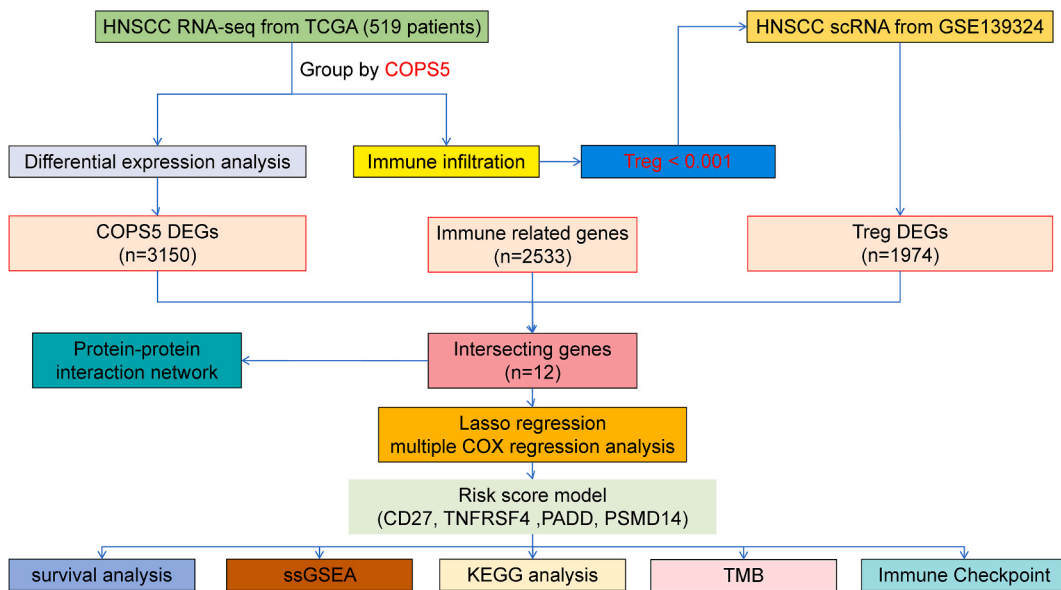 HNSCC RNA-seq from TCGA (519 patients)
HNSCC scRNA from GSE139324
Group by COPS5
Differential expression analysis
Immune infiltration
Treg < 0.001
COPS5 DEGs
(n=3150)
Immune related genes
(n=2533)
Treg DEGs
(n=1974)
Protein-protein
interaction network
Intersecting genes
(n=12)
Lasso regression
multiple COX regression analysis
Risk score model
(CD27, TNFRSF4 ,PADD, PSMD14)
survival analysis
ssGSEA
KEGG analysis
TMB
Immune Checkpoint